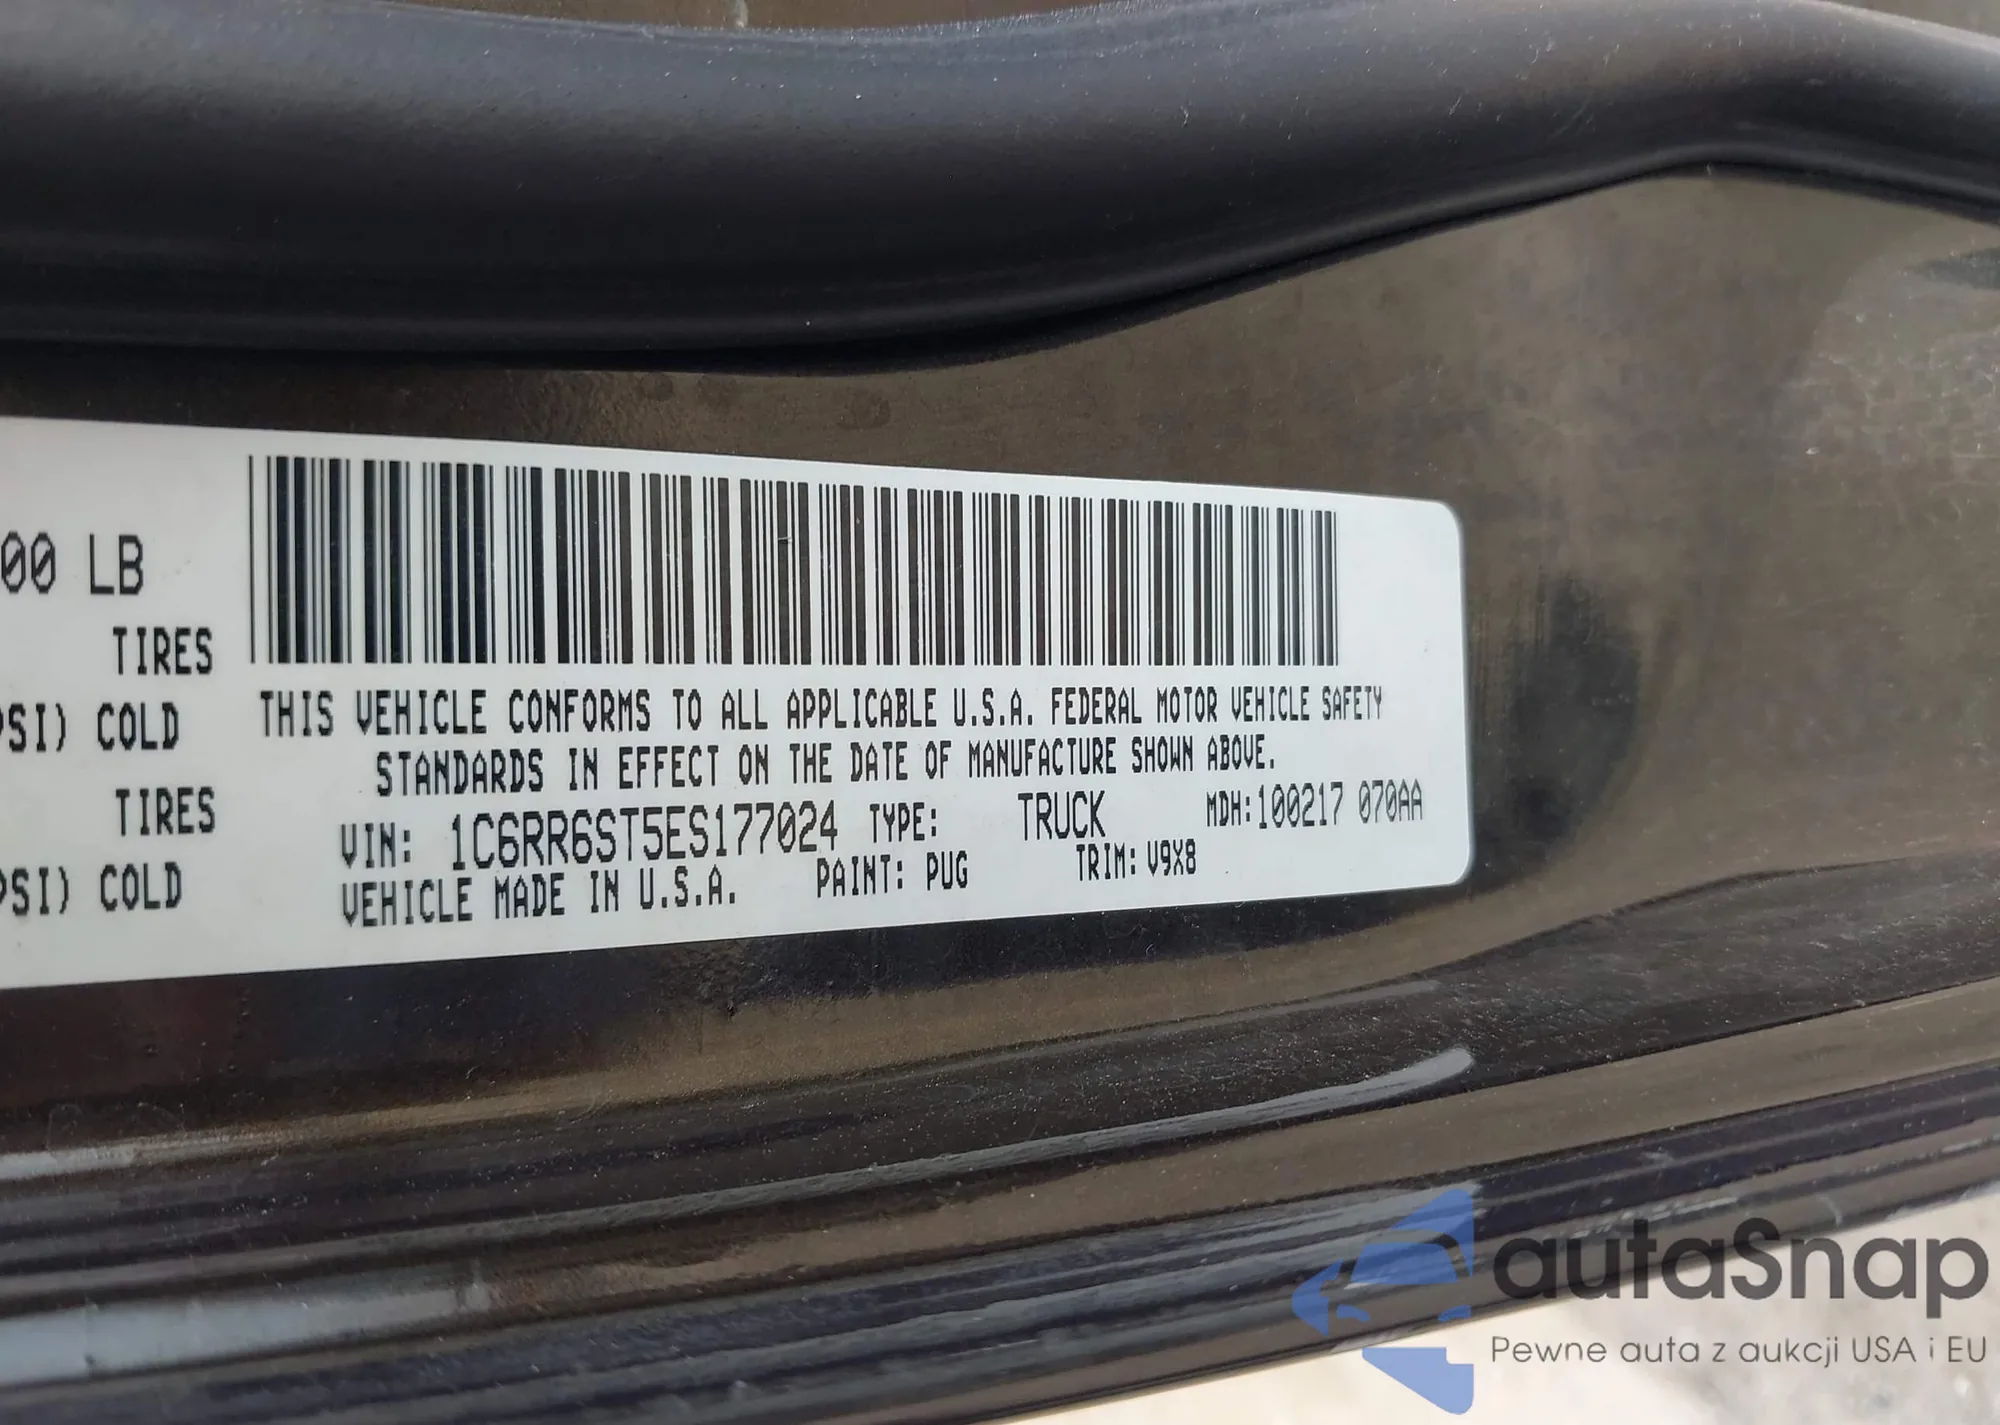 00 LB
TIRES
PSI) COLD
TIRES
PSI) COLD
THIS VEHICLE CONFORMS TO ALL APPLICABLE U.S.A. FEDERAL MOTOR VEHICLE SAFETY
STANDARDS IN EFFECT ON THE DATE OF MANUFACTURE SHOWN ABOVE.
VIN: 1C6RR6ST5ES177024 TYPE: TRUCK MDH:100217 070AA
VEHICLE MADE IN U.S.A. PAINT: PUG TRIM: V9X8
autaSnap
Pewne auta z aukcji USA i EU